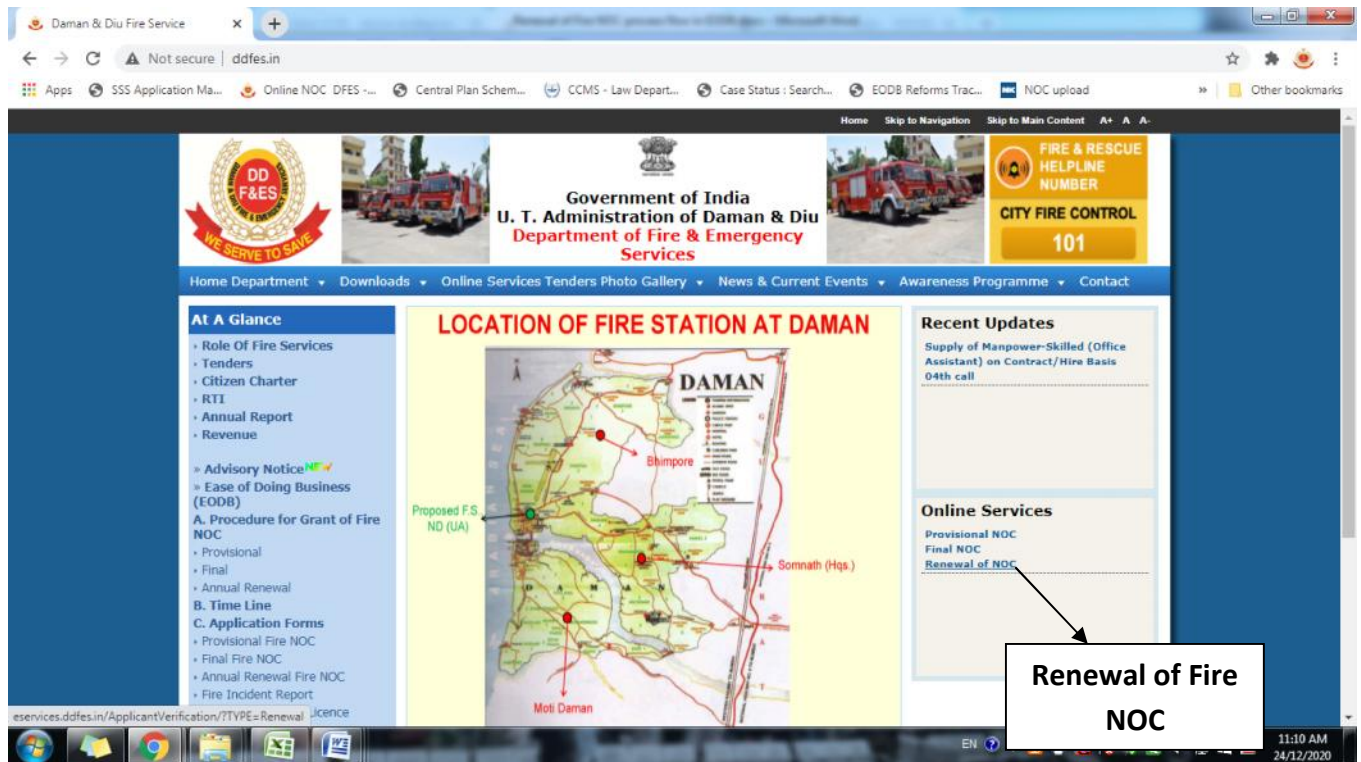 Daman & Diu Fire Service
Not secure | ddfes.in
Apps
SSS Application Ma...
Online NOC DFES -...
Central Plan Schem...
CCMS - Law Depart...
Case Status : Search...
EODB Reforms Trac...
NOC upload
»
Other bookmarks
Home Skip to Navigation Skip to Main Content A+ A A-
DD
F&ES
WE SERVE TO SAVE
Government of India
U. T. Administration of Daman & Diu
Department of Fire & Emergency
Services
FIRE & RESCUE
HELPLINE
NUMBER
CITY FIRE CONTROL
101
Home Department Downloads Online Services Tenders Photo Gallery News & Current Events Awareness Programme Contact
At A Glance
Role Of Fire Services
Tenders
Citizen Charter
RTI
Annual Report
Revenue
» Advisory Notice NEW
» Ease of Doing Business
(EODB)
A. Procedure for Grant of Fire
NOC
Provisional
Final
Annual Renewal
B. Time Line
C. Application Forms
Provisional Fire NOC
Final Fire NOC
Annual Renewal Fire NOC
Fire Incident Report
Licence
LOCATION OF FIRE STATION AT DAMAN
DAMAN
Bhimpore
Proposed F.S.
ND (UA)
Somnath (Hqs.)
D A M A N
Moti Daman
Recent Updates
Supply of Manpower-Skilled (Office
Assistant) on Contract/Hire Basis
04th call
Online Services
Provisional NOC
Final NOC
Renewal of NOC
Renewal of Fire
NOC
eservices.ddfes.in/ApplicantVerification/?TYPE=Renewal
EN
11:10 AM
24/12/2020